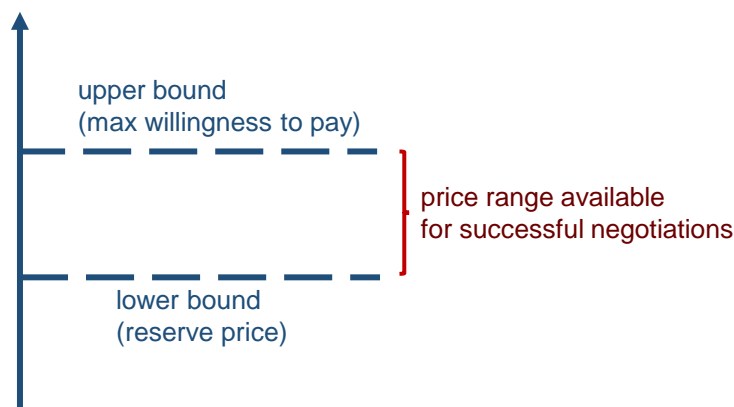 upper bound
(max willingness to pay)
price range available
for successful negotiations
lower bound
(reserve price)